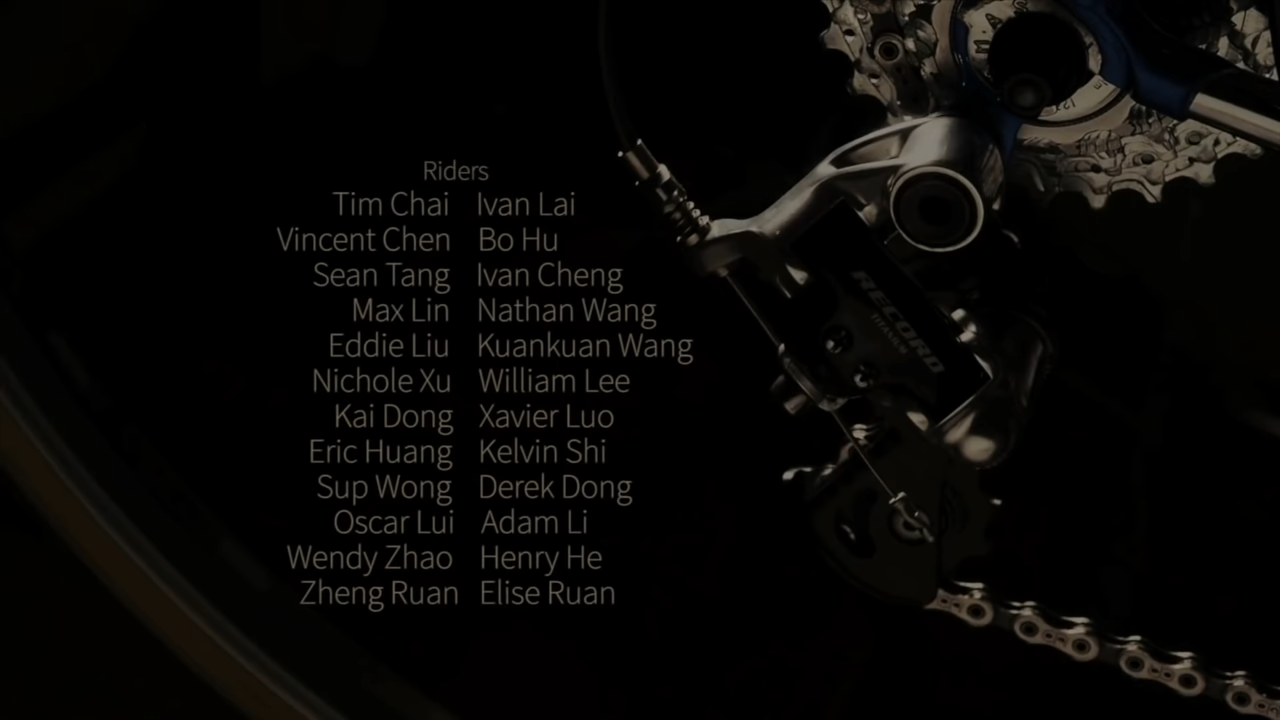 Riders
Tim Chai Ivan Lai
Vincent Chen Bo Hu
Sean Tang Ivan Cheng
Max Lin Nathan Wang
Eddie Liu Kuankuan Wang
Nichole Xu William Lee
Kai Dong Xavier Luo
Eric Huang Kelvin Shi
Sup Wong Derek Dong
Oscar Lui Adam Li
Wendy Zhao Henry He
Zheng Ruan Elise Ruan
RECORD
TITANIUM